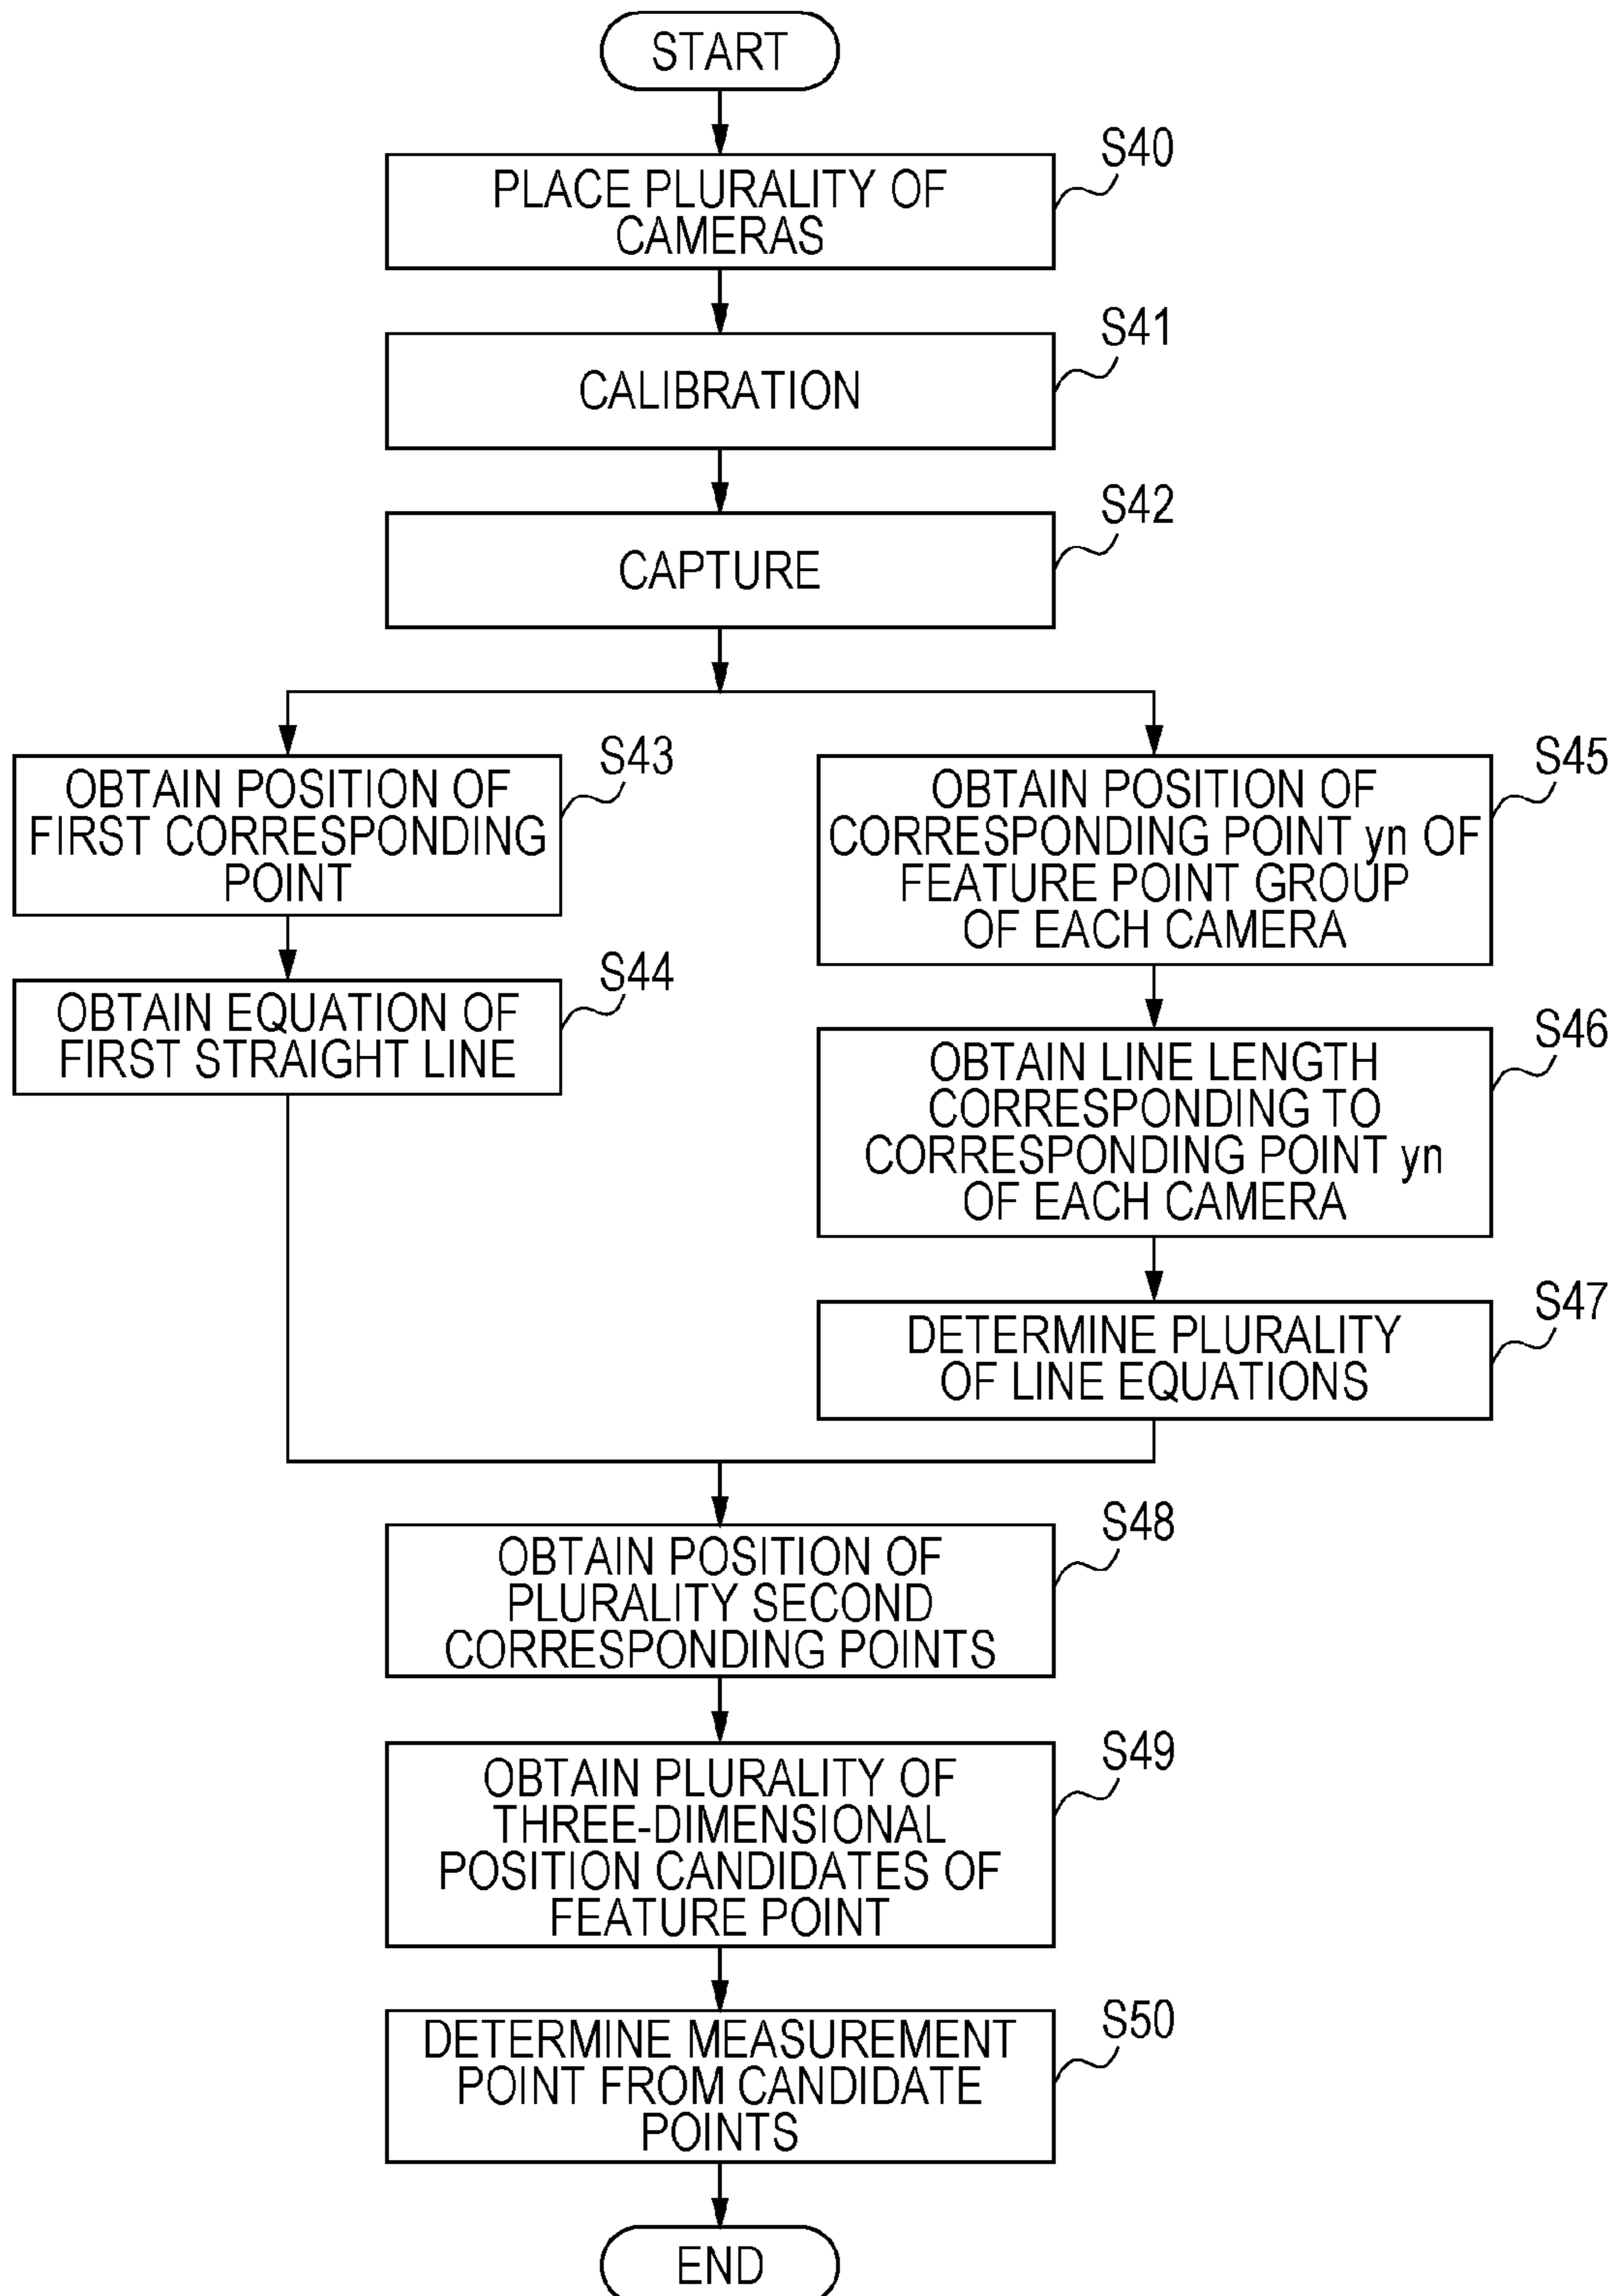 START
S40
PLACE PLURALITY OF
CAMERAS
S41
CALIBRATION
S42
CAPTURE
S43
OBTAIN POSITION OF
FIRST CORRESPONDING
POINT
S44
OBTAIN EQUATION OF
FIRST STRAIGHT LINE
S45
OBTAIN POSITION OF
CORRESPONDING POINT yn OF
FEATURE POINT GROUP
OF EACH CAMERA
S46
OBTAIN LINE LENGTH
CORRESPONDING TO
CORRESPONDING POINT yn
OF EACH CAMERA
S47
DETERMINE PLURALITY
OF LINE EQUATIONS
S48
OBTAIN POSITION OF
PLURALITY SECOND
CORRESPONDING POINTS
S49
OBTAIN PLURALITY OF
THREE-DIMENSIONAL
POSITION CANDIDATES OF
FEATURE POINT
S50
DETERMINE MEASUREMENT
POINT FROM CANDIDATE
POINTS
END